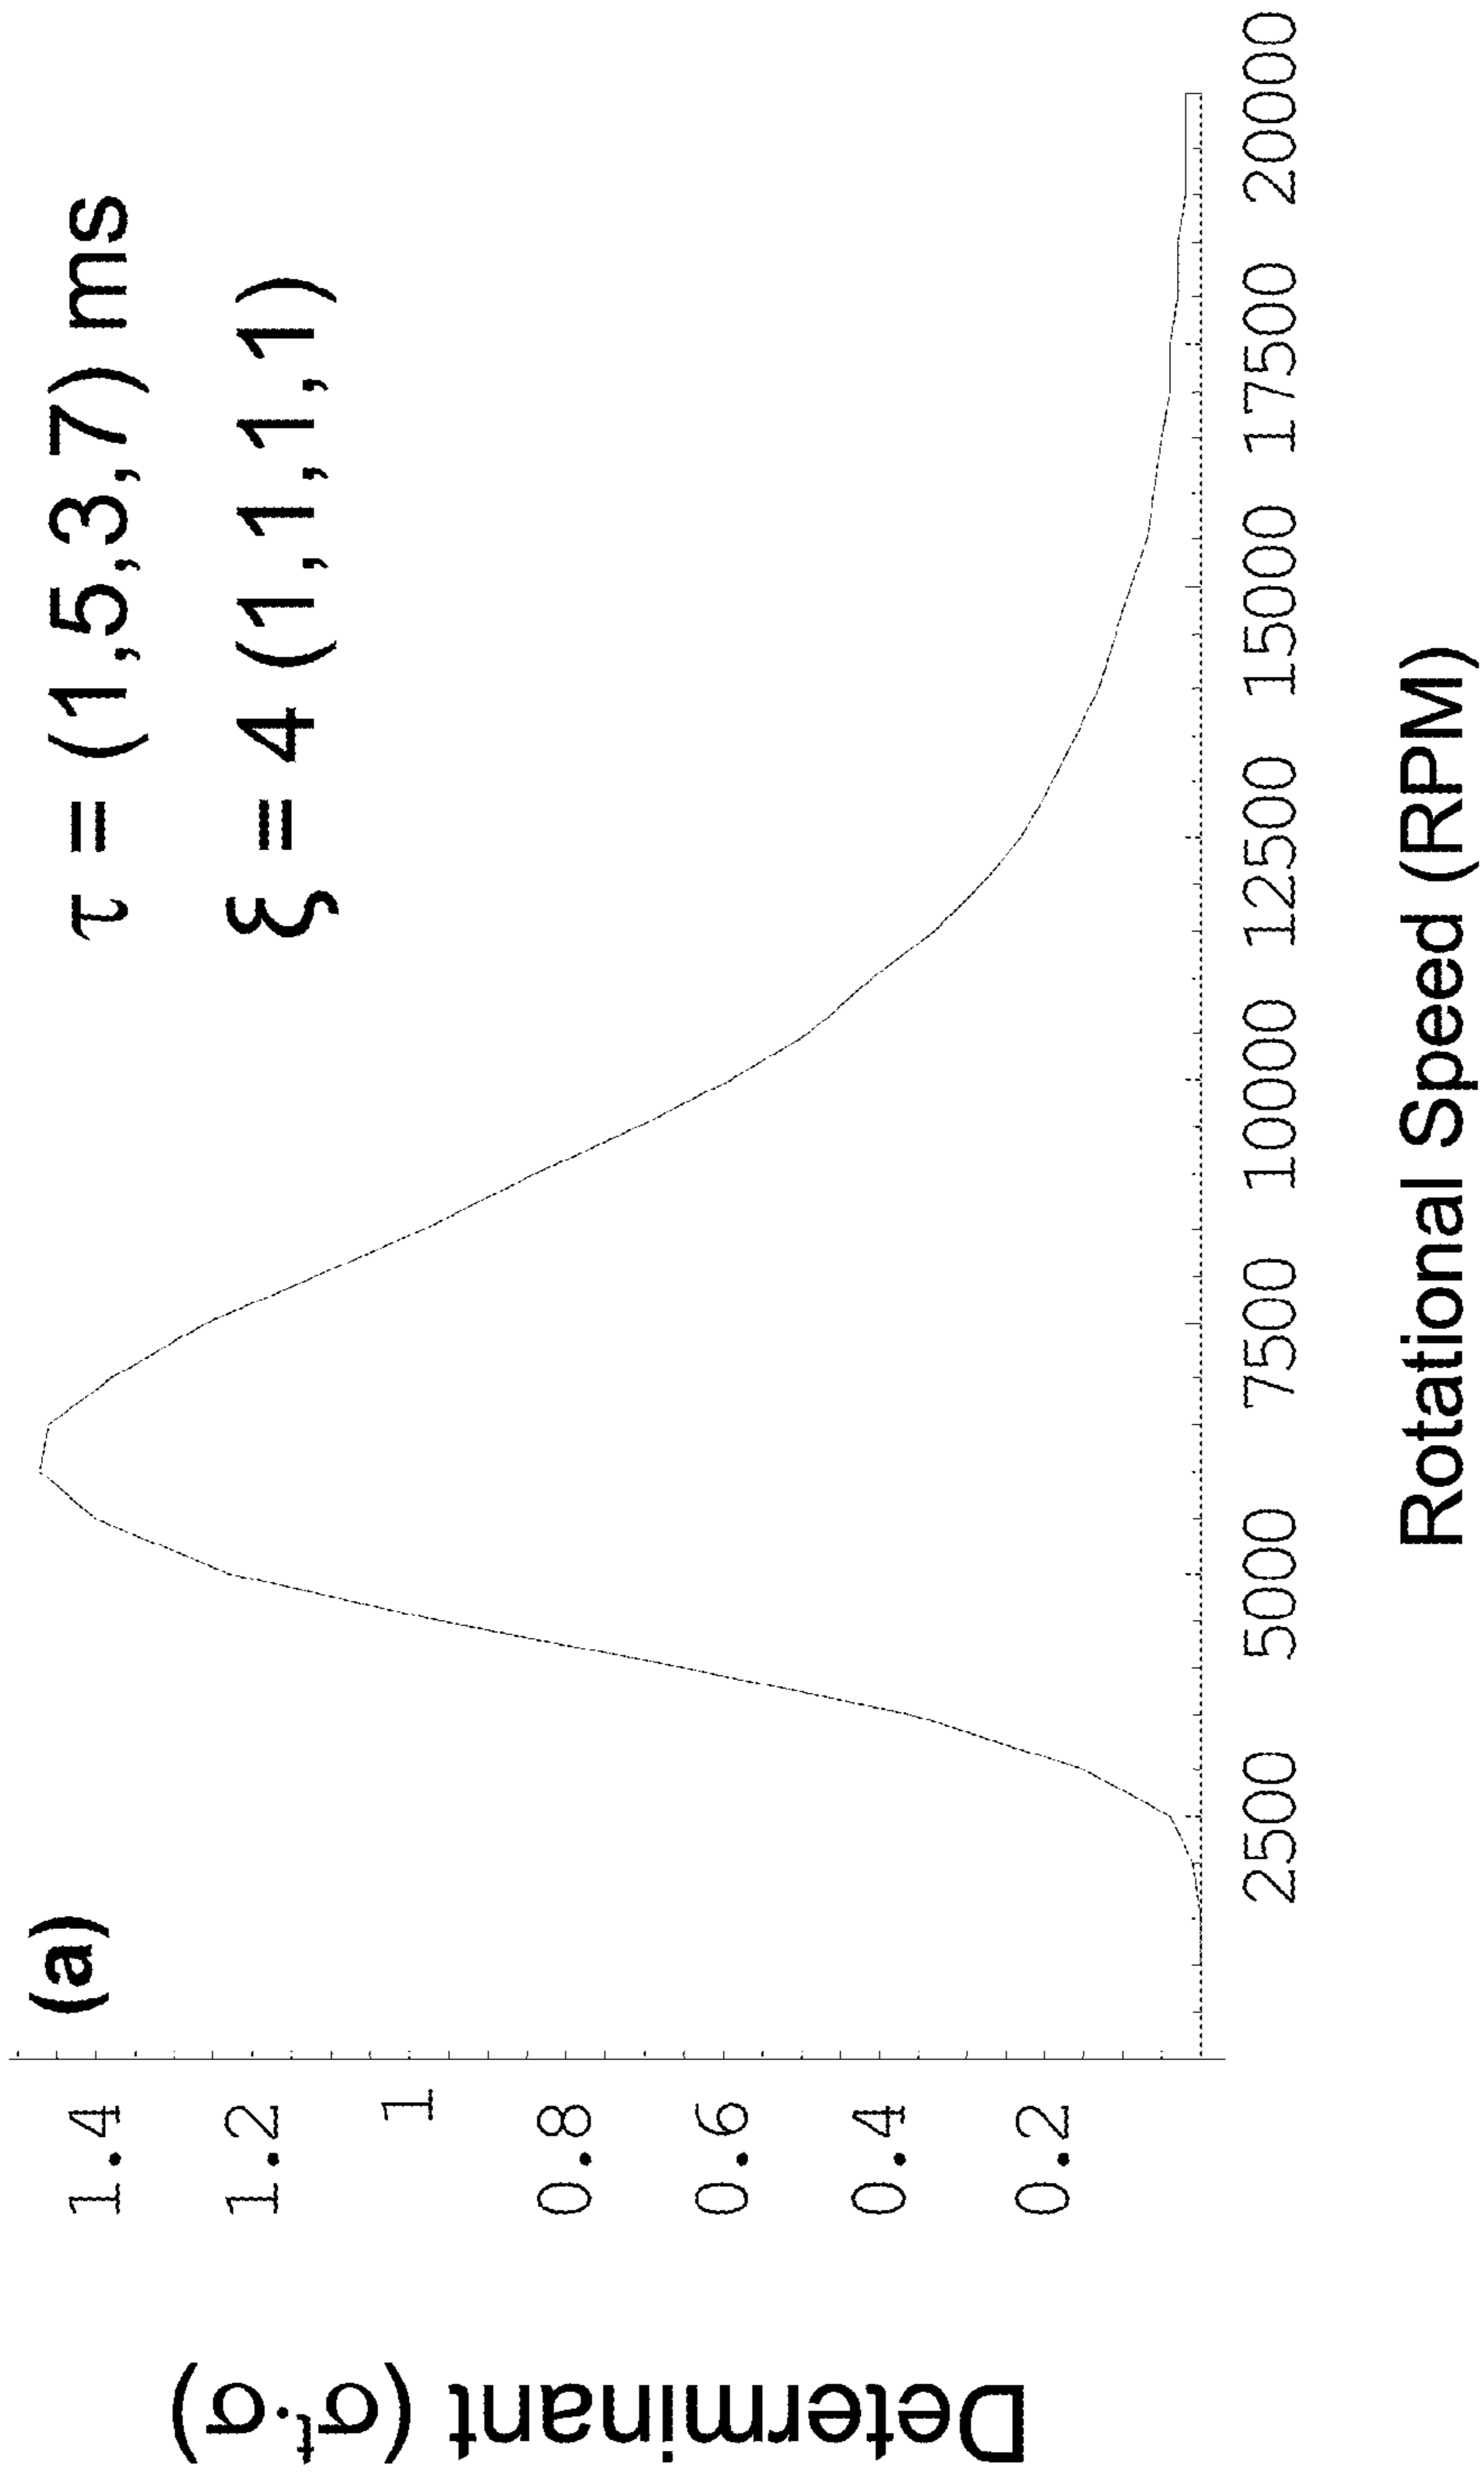 (a)
τ = (1,5,3,7) ms
ξ = 4 (1,1,1,1)
Determinant (σᵗ·σ)
1.4
1.2
1
0.8
0.6
0.4
0.2
2500 5000 7500 10000 12500 15000 17500 20000
Rotational Speed (RPM)